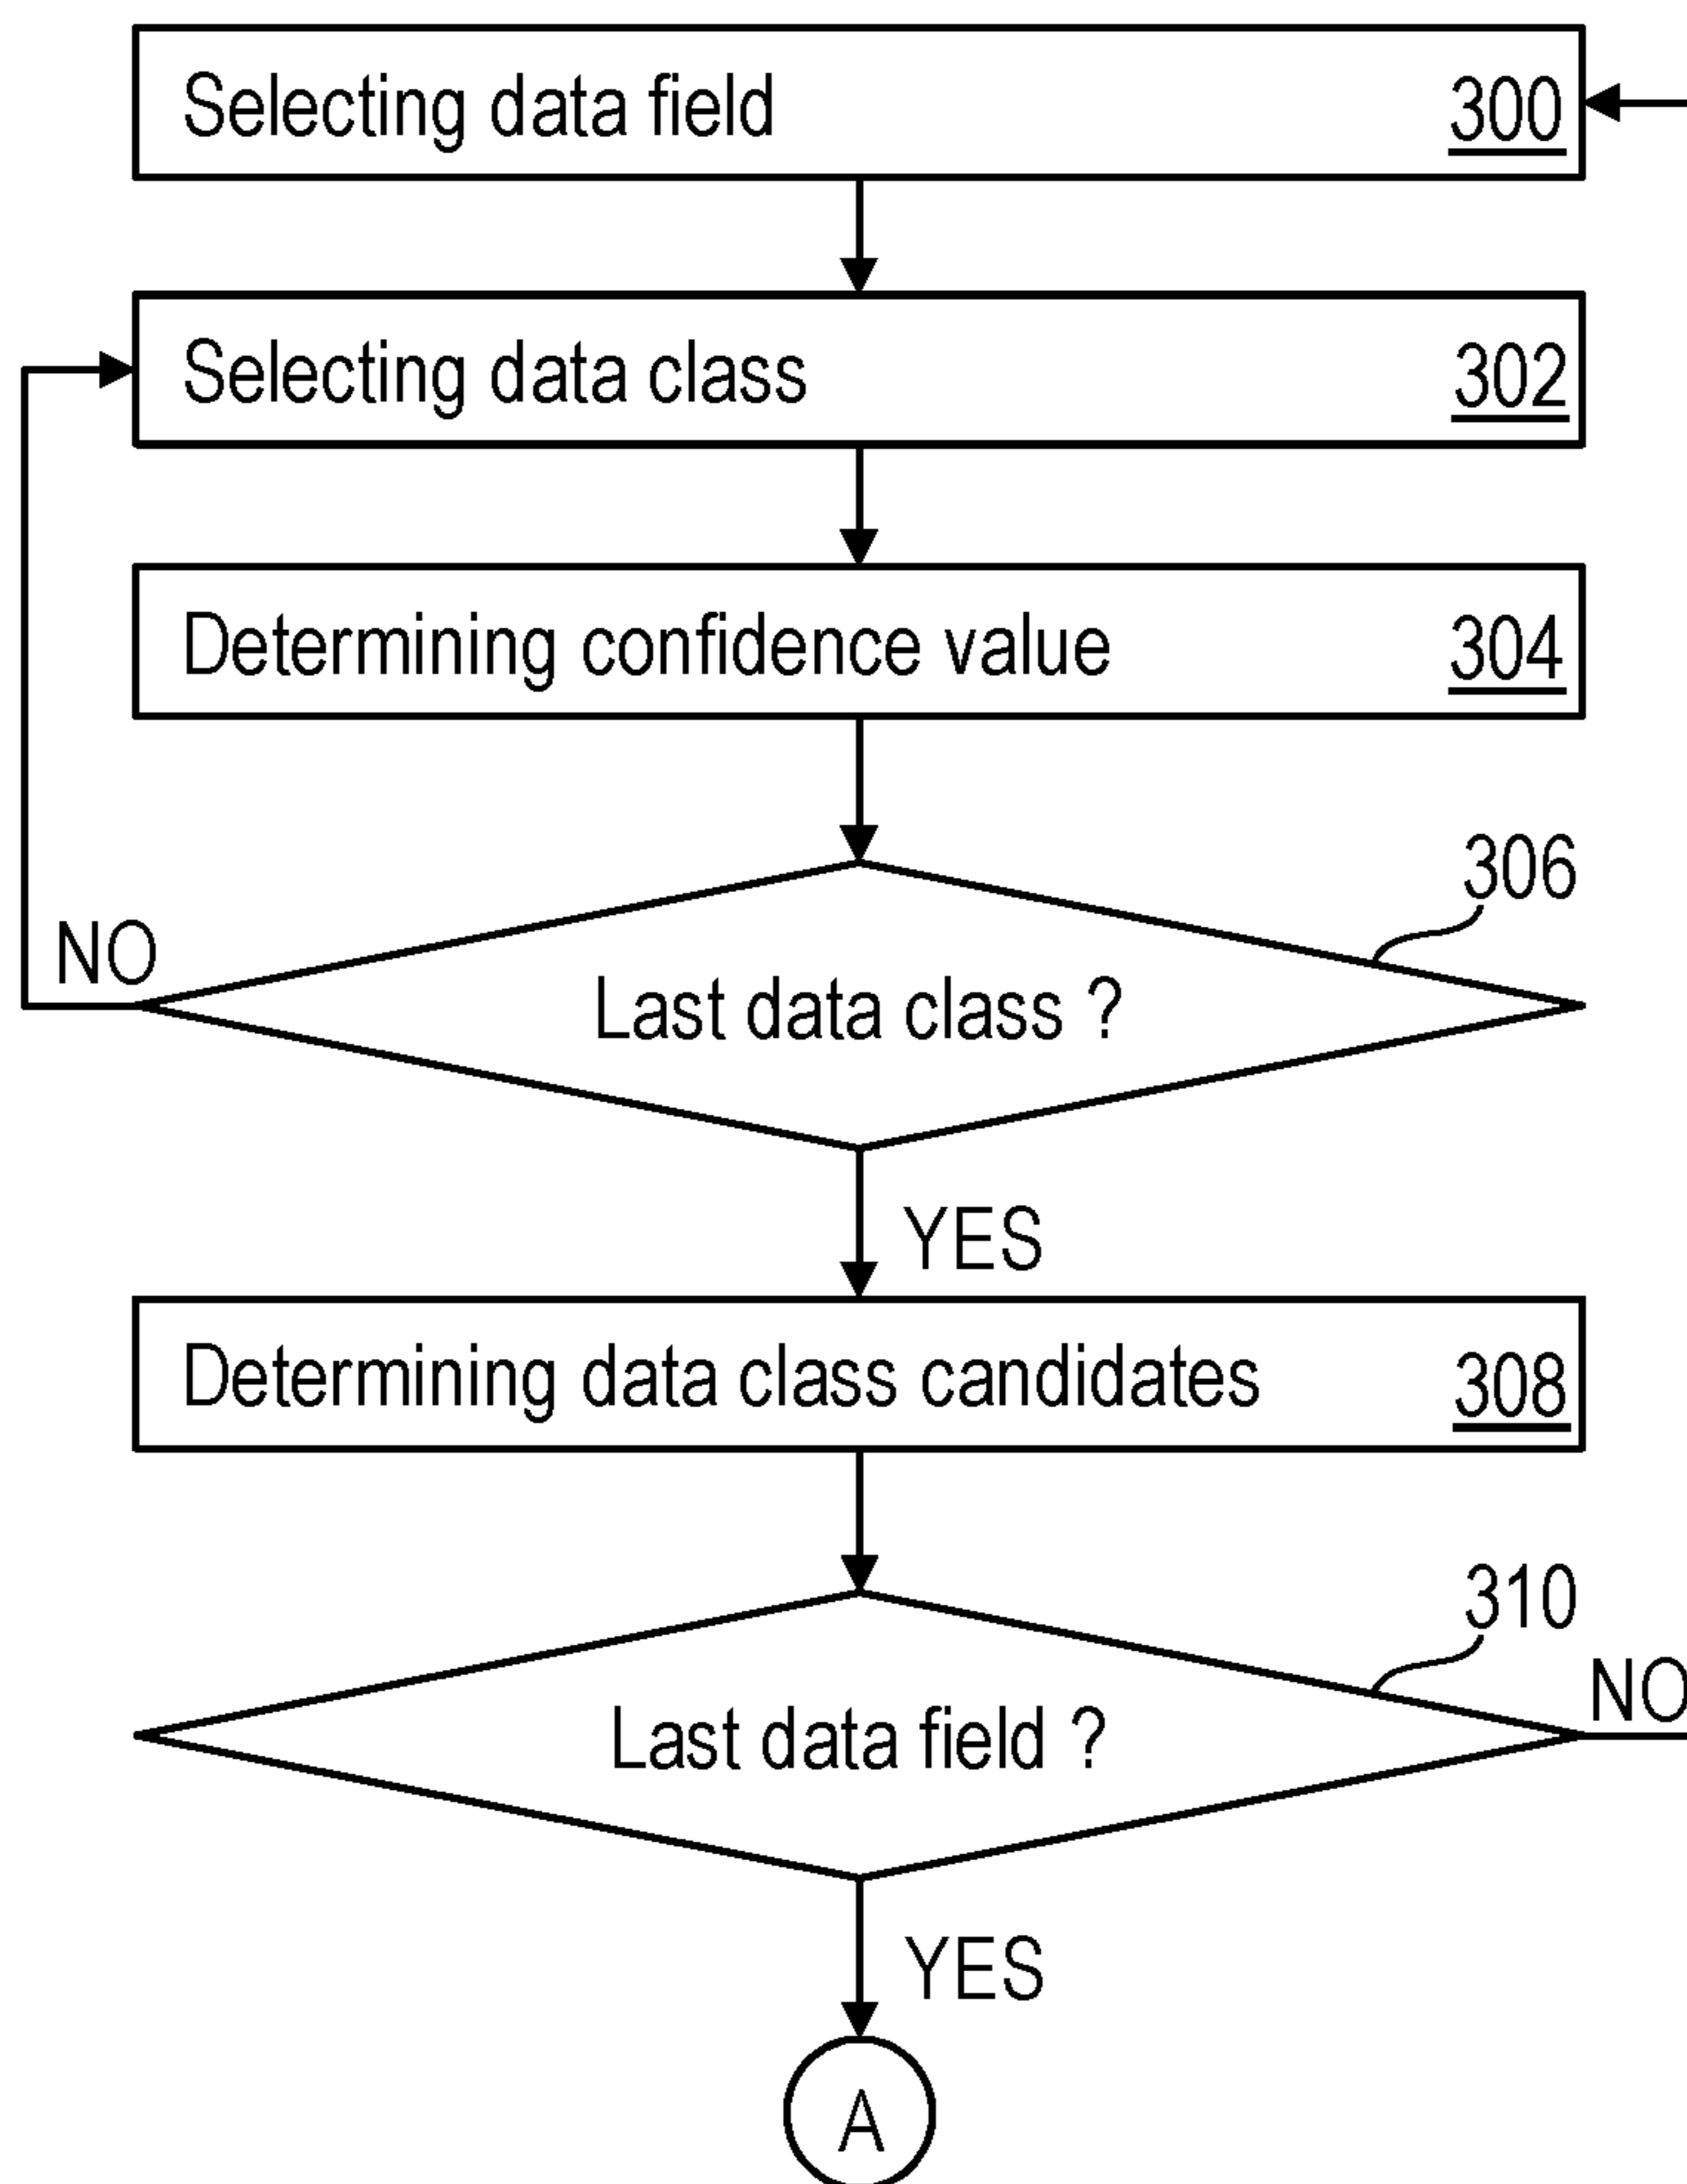 Selecting data field 300
Selecting data class 302
Determining confidence value 304
306
NO
Last data class ?
YES
Determining data class candidates 308
310
NO
Last data field ?
YES
A